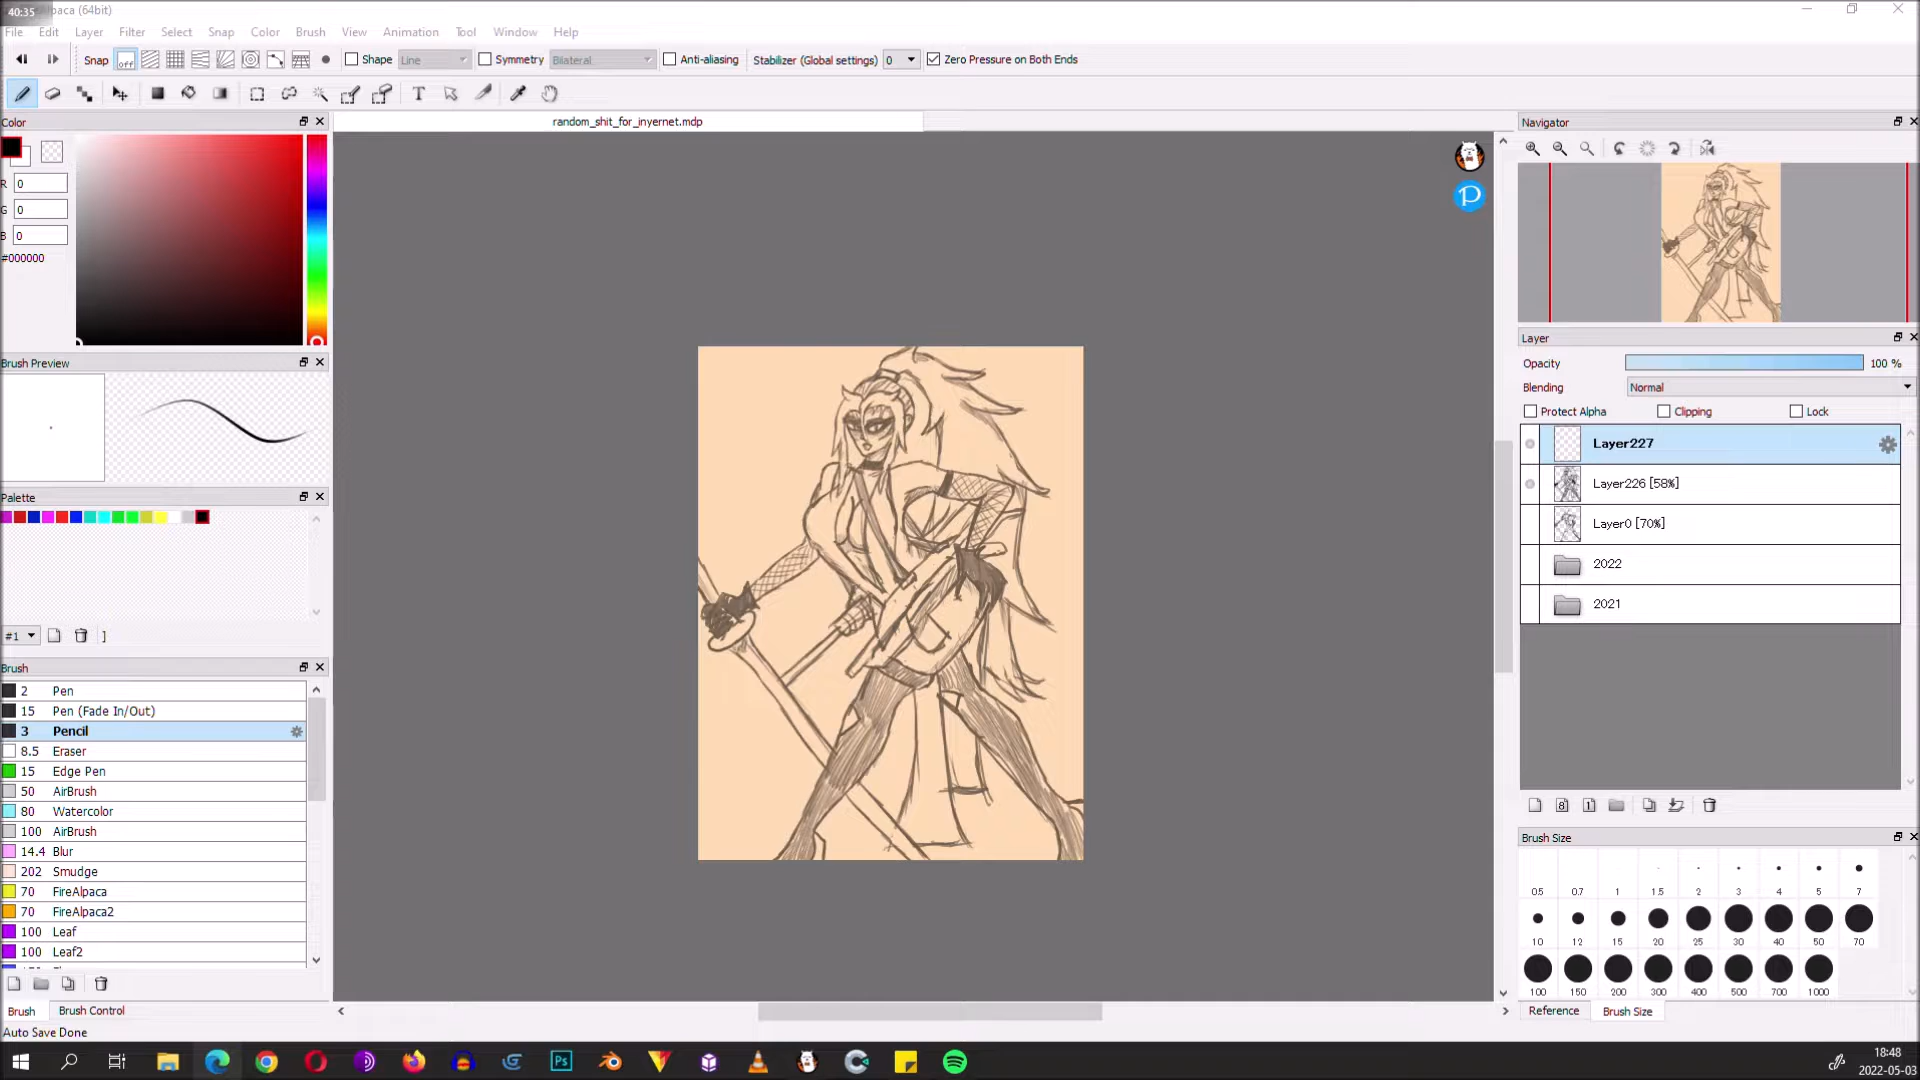 40:35
lpaca (64bit)
File Edit Layer Filter Select Snap Color Brush View Animation Tool Window Help
Snap off Shape Line Symmetry Bilateral Anti-aliasing Stabilizer (Global settings) 0 Zero Pressure on Both Ends
T
Color
random_shit_for_inyernet.mdp
Navigator
R 0
G 0
B 0
#000000
Brush Preview
Palette
#1
Brush
2 Pen
15 Pen (Fade In/Out)
3 Pencil
8.5 Eraser
15 Edge Pen
50 AirBrush
80 Watercolor
100 AirBrush
14.4 Blur
202 Smudge
70 FireAlpaca
70 FireAlpaca2
100 Leaf
100 Leaf2
Brush Brush Control
Auto Save Done
Layer
Opacity 100 %
Blending Normal
Protect Alpha Clipping Lock
Layer227
Layer226 [58%]
Layer0 [70%]
2022
2021
8 1
Brush Size
0.5 0.7 1 1.5 2 3 4 5 7
10 12 15 20 25 30 40 50 70
100 150 200 300 400 500 700 1000
Reference Brush Size
Ps
18:48
2022-05-03